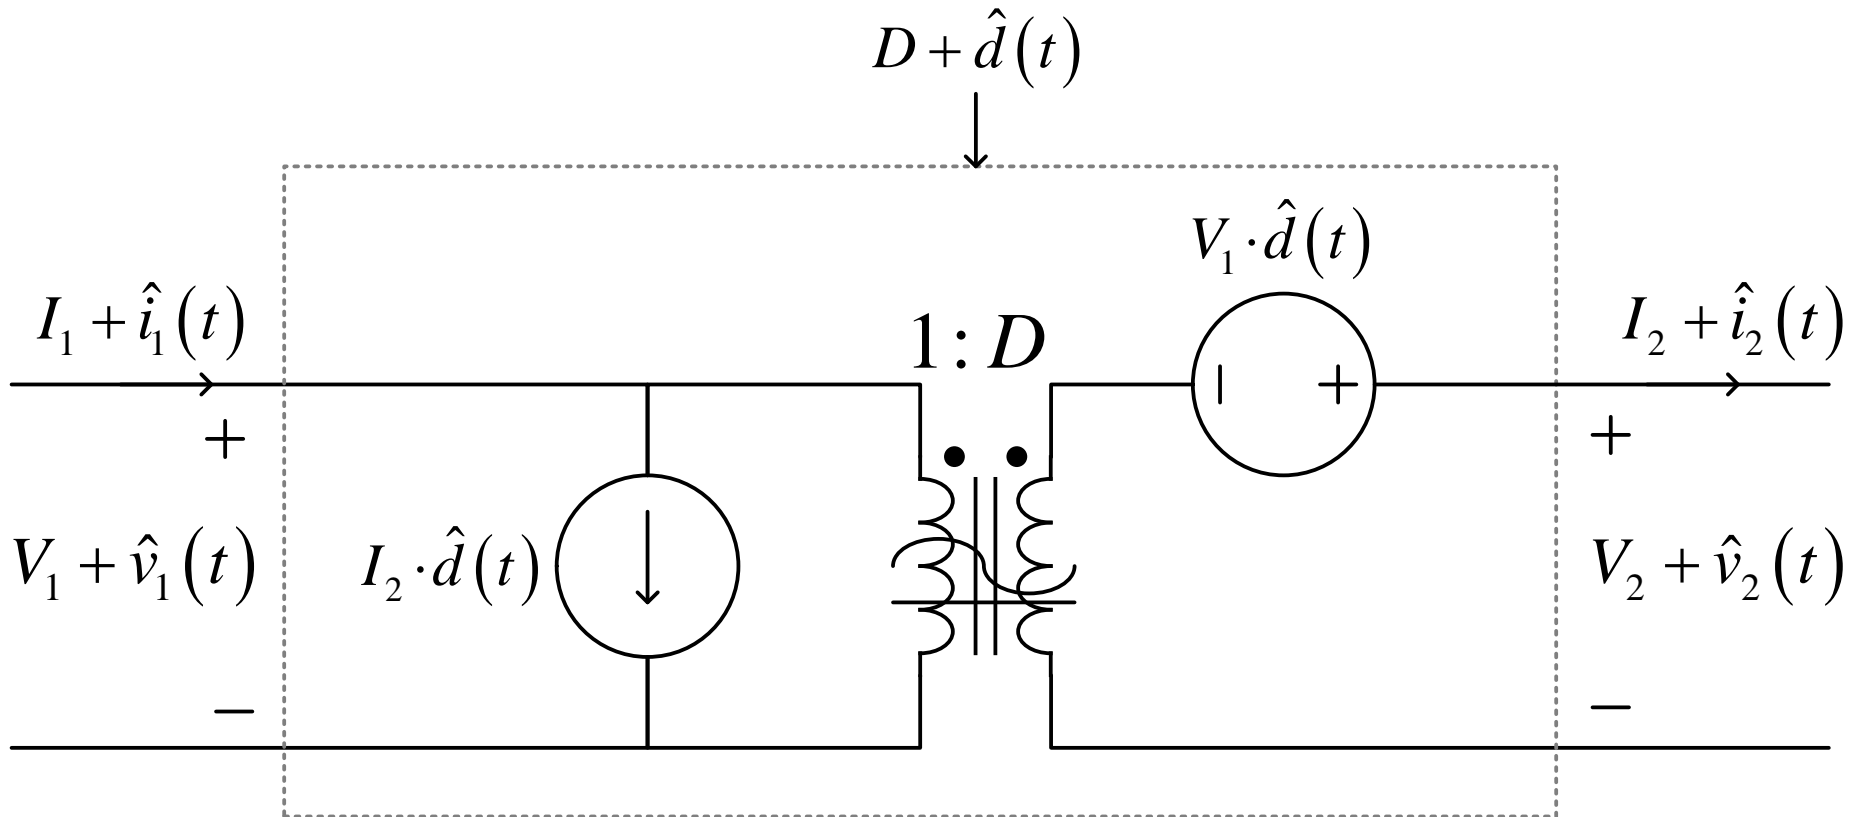 D + d̂(t)
V₁·d̂(t)
I₁ + î₁(t)
1:D
I₂ + î₂(t)
+
− +
+
V₁ + v̂₁(t)
I₂·d̂(t)
V₂ + v̂₂(t)
−
−